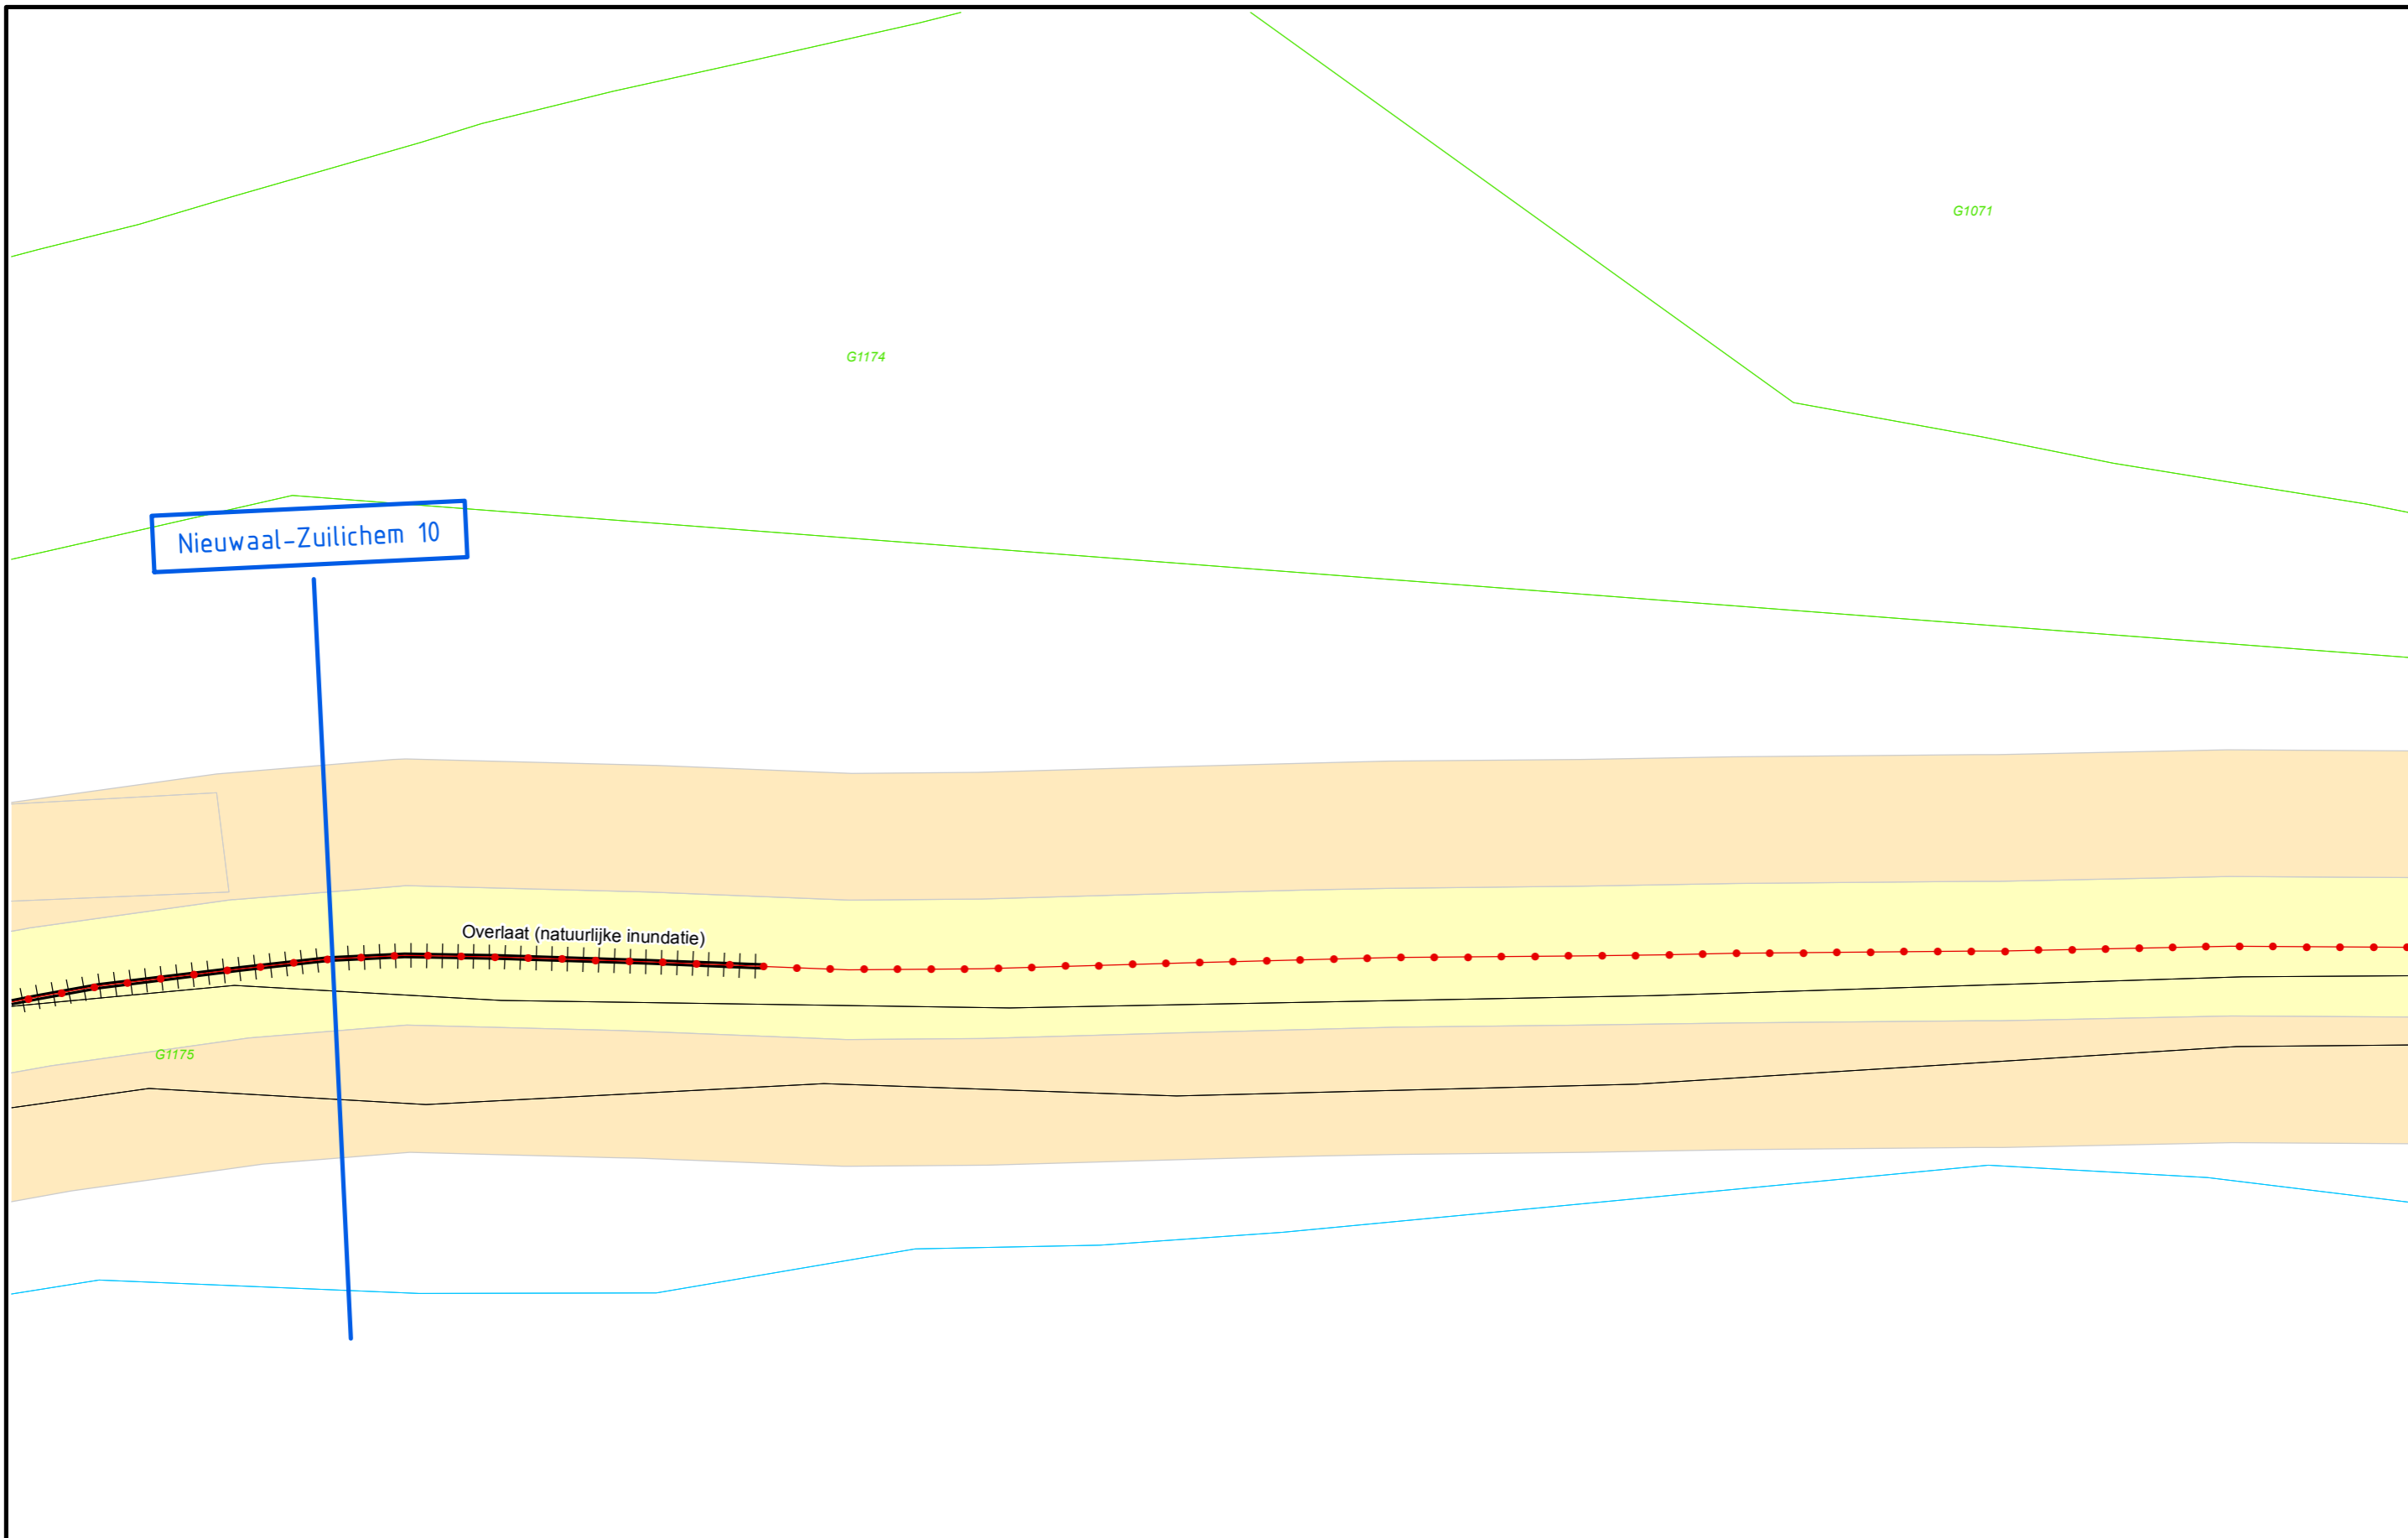 G1071
G1174
Nieuwaal-Zuilichem 10
Overlaat (natuurlijke inundatie)
G1175